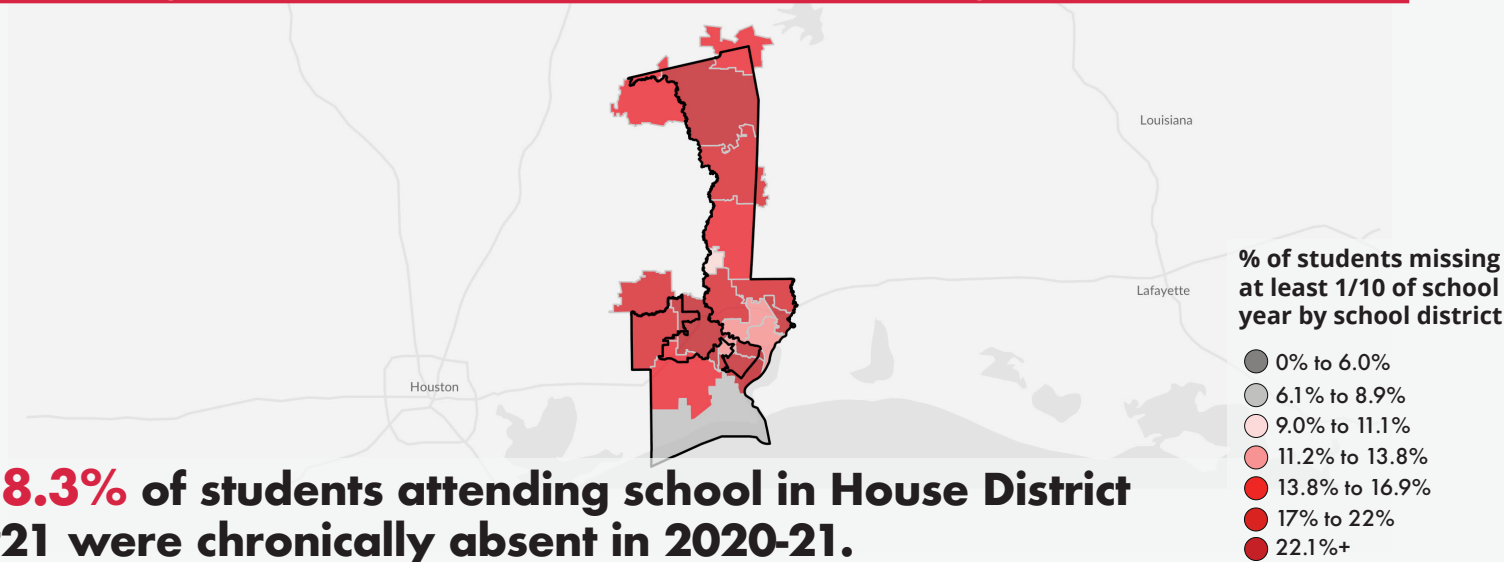 Louisiana
Lafayette
Houston
% of students missing
at least 1/10 of school
year by school district
0% to 6.0%
6.1% to 8.9%
9.0% to 11.1%
11.2% to 13.8%
13.8% to 16.9%
17% to 22%
22.1%+
8.3% of students attending school in House District
21 were chronically absent in 2020-21.